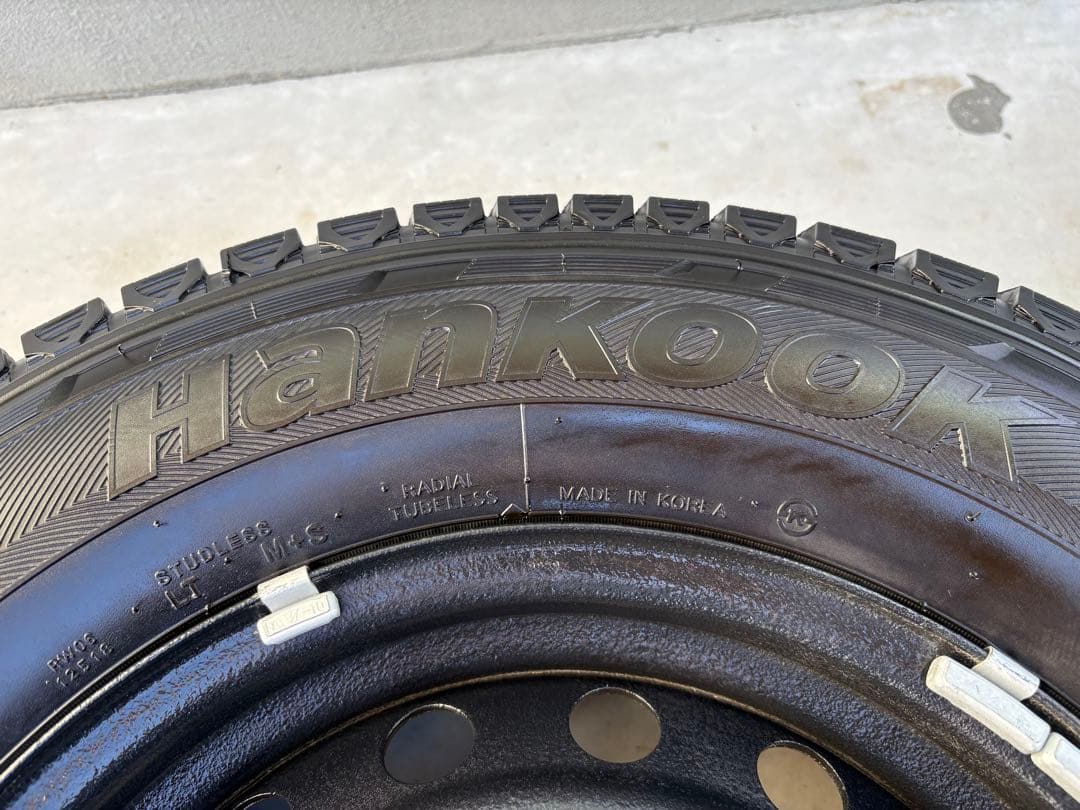 Hankook
RADIAL
TUBELESS
MADE IN KOREA
STUDLESS
LT M+S
RW06